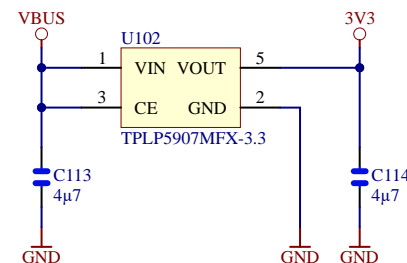 VBUS 3V3
U102
1 VIN VOUT 5
3 CE GND 2
TPLP5907MFX-3.3
C113 C114
4µ7 4µ7
GND GND GND